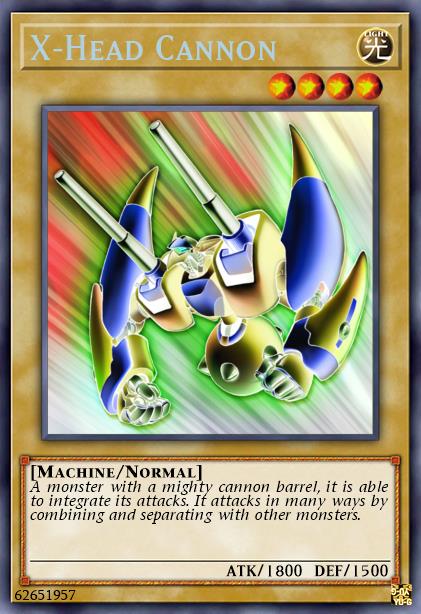 X-Head Cannon
LIGHT
光
[Machine/Normal]
A monster with a mighty cannon barrel, it is able
to integrate its attacks. It attacks in many ways by
combining and separating with other monsters.
ATK/1800 DEF/1500
62651957